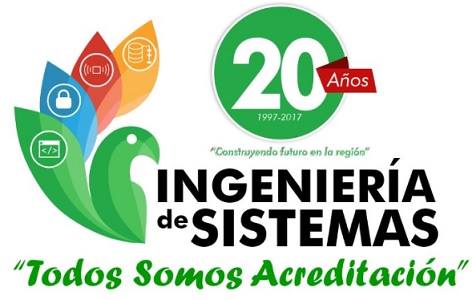 20
Años
1997-2017
"Construyendo futuro en la región"
INGENIERÍA
de SISTEMAS
"Todos Somos Acreditación"